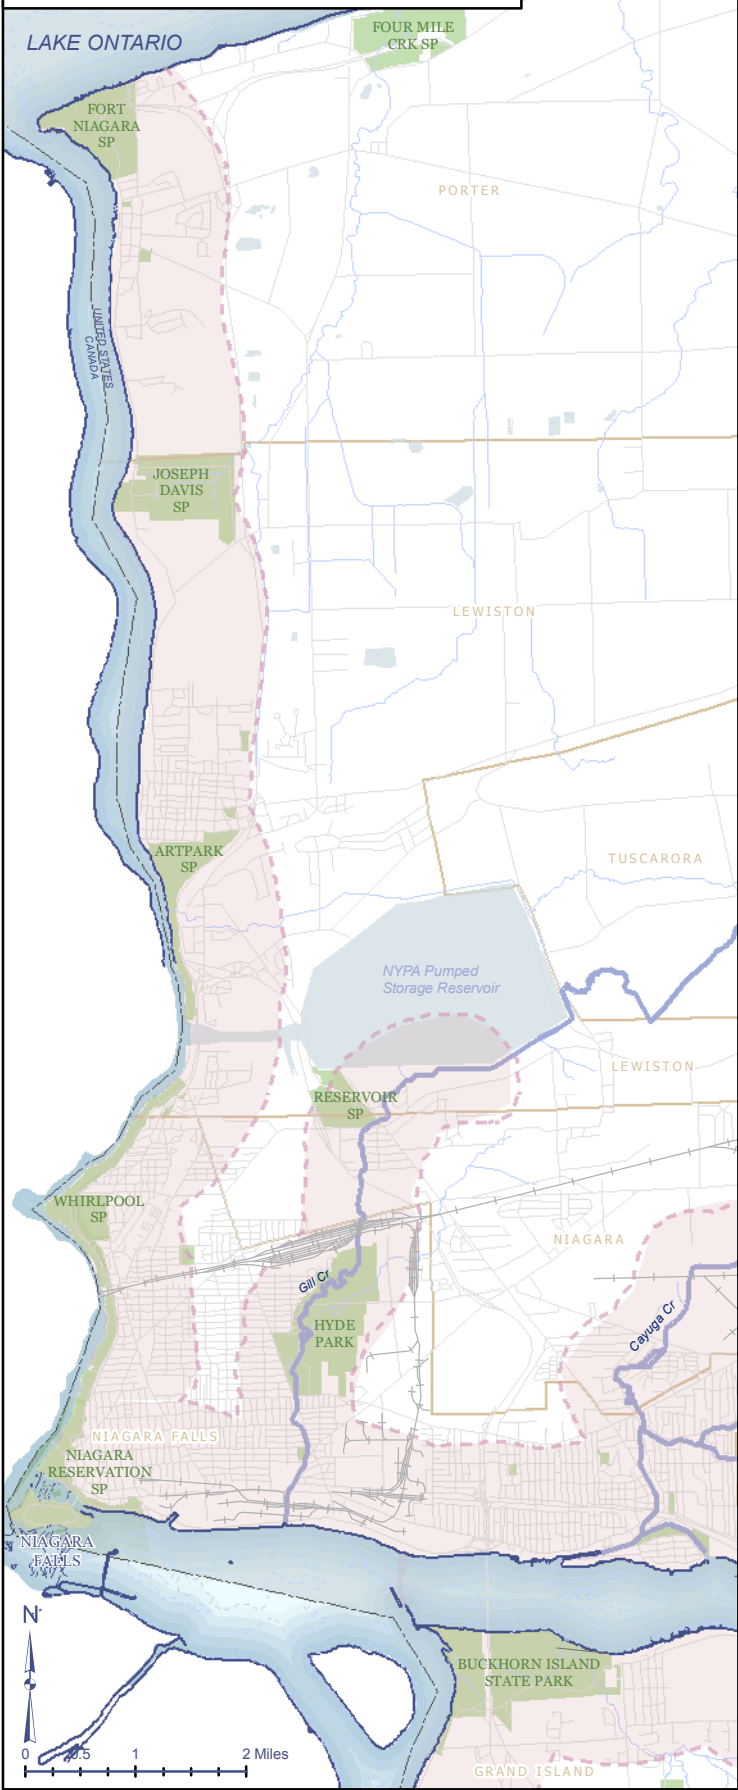 FOUR MILE
CRK SP
LAKE ONTARIO
FORT
NIAGARA
SP
PORTER
UNITED STATES
CANADA
JOSEPH
DAVIS
SP
LEWISTON
ARTPARK
SP
TUSCARORA
NYPA Pumped
Storage Reservoir
LEWISTON
RESERVOIR
SP
WHIRLPOOL
SP
NIAGARA
Gill Cr
HYDE
PARK
Cayuga Cr
NIAGARA FALLS
NIAGARA
RESERVATION
SP
NIAGARA
FALLS
N
BUCKHORN ISLAND
STATE PARK
0 0.5 1 2 Miles
GRAND ISLAND